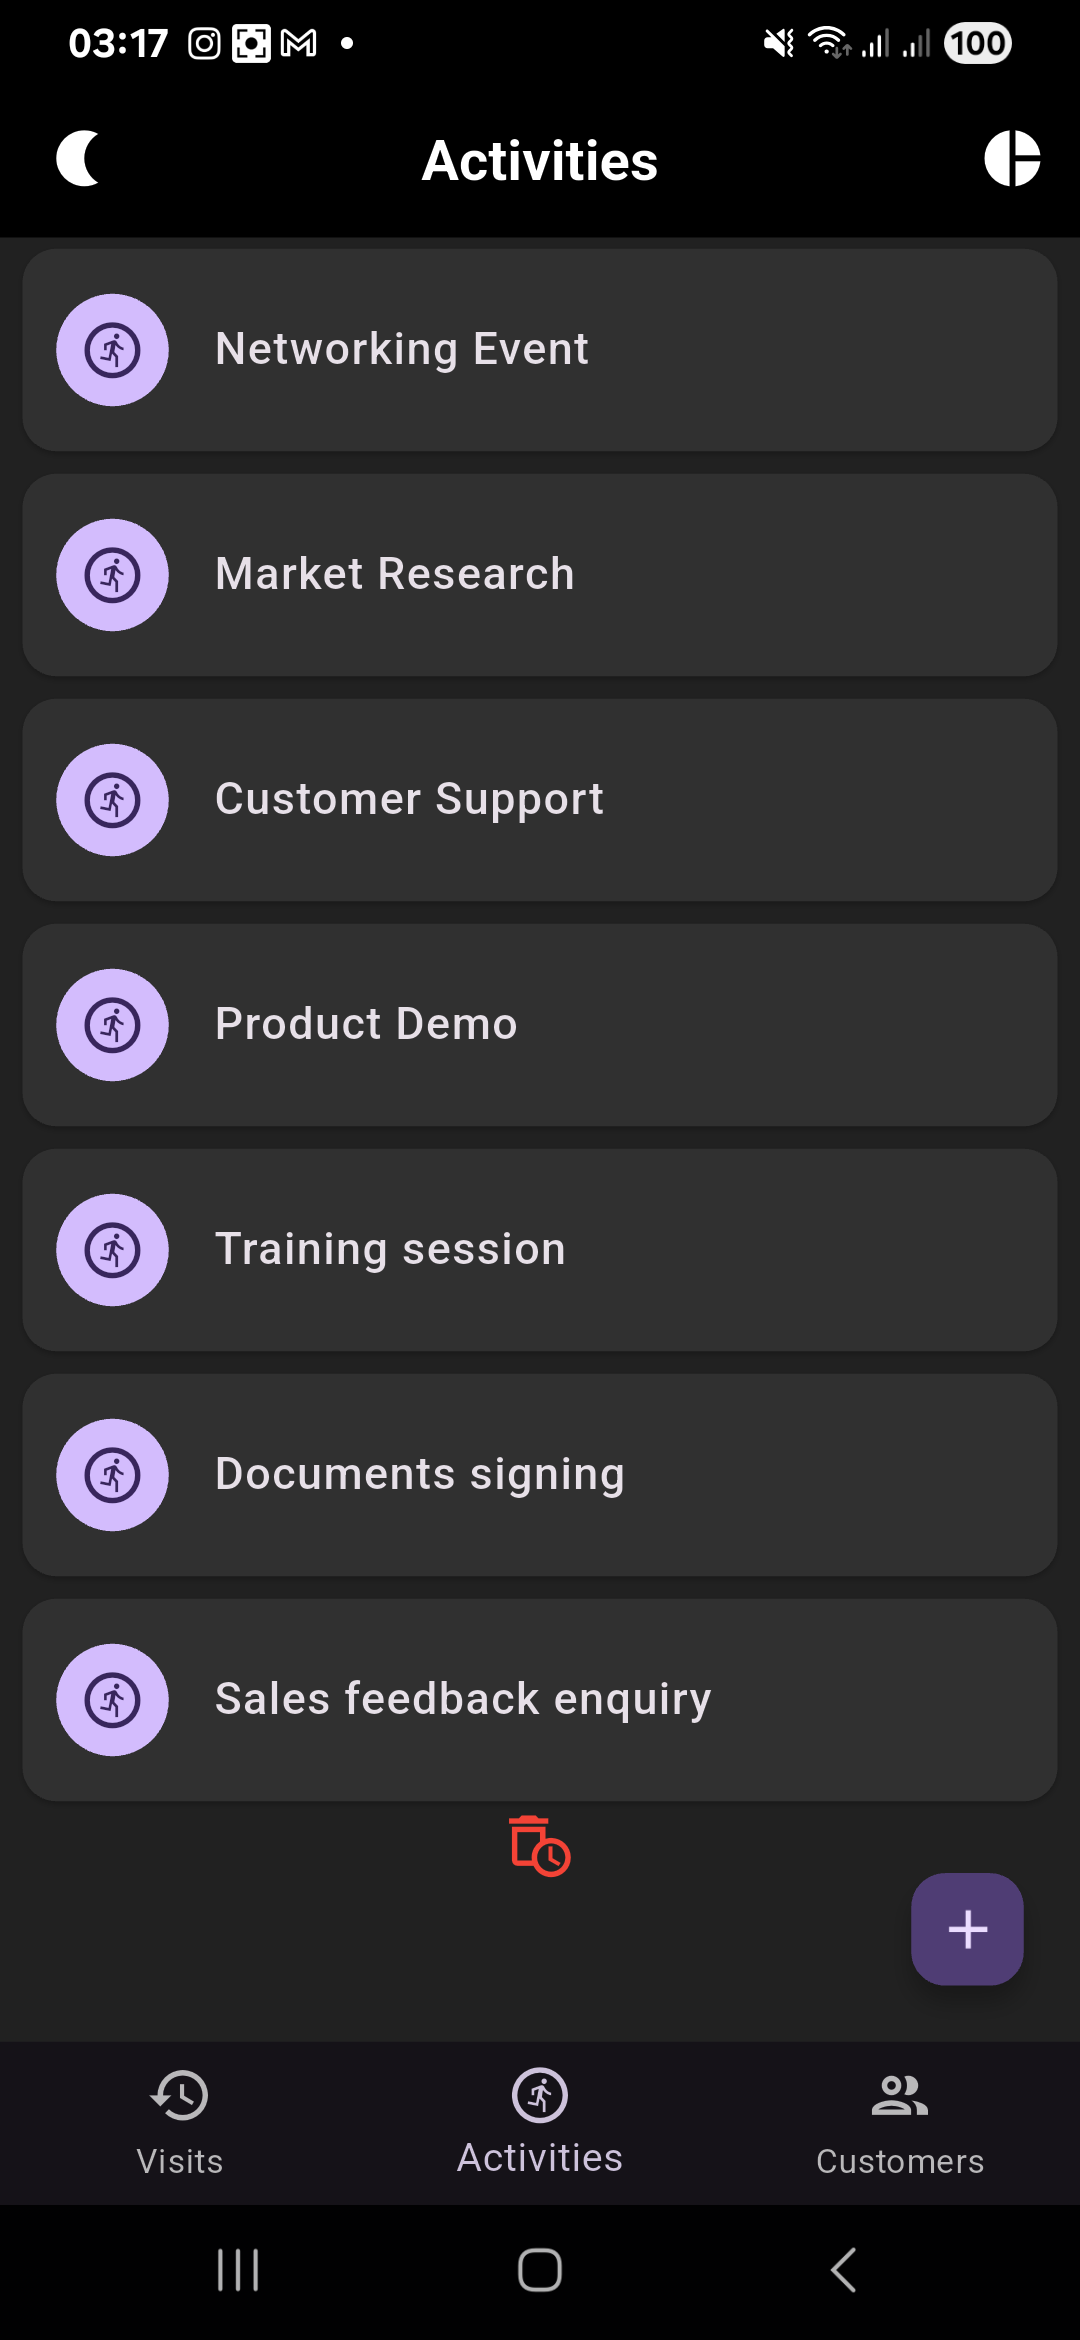 03:17
100
Activities
Networking Event
Market Research
Customer Support
Product Demo
Training session
Documents signing
Sales feedback enquiry
Visits
Activities
Customers